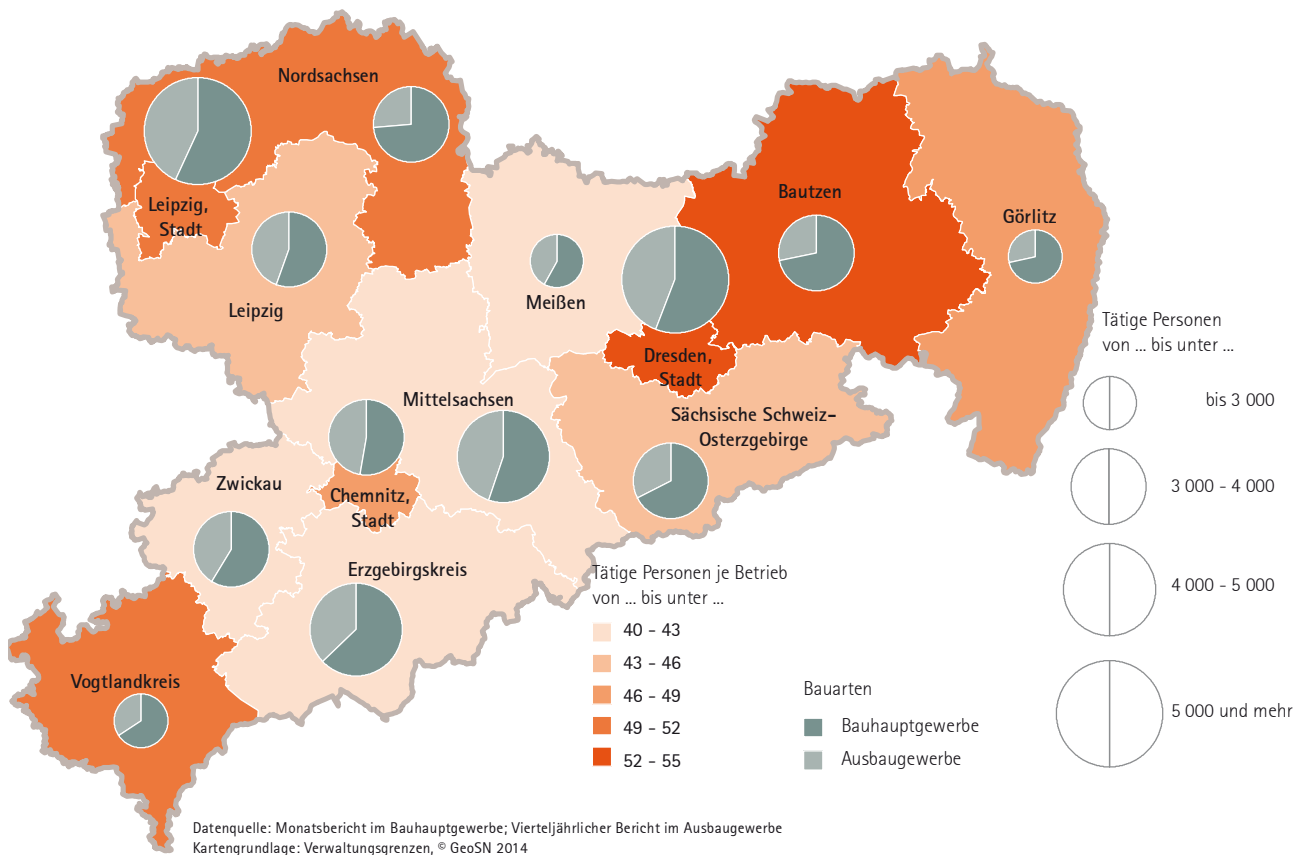 Nordsachsen
Leipzig,
Stadt
Leipzig
Bautzen
Görlitz
Meißen
Dresden,
Stadt
Mittelsachsen
Sächsische Schweiz-
Osterzgebirge
Zwickau
Chemnitz,
Stadt
Erzgebirgskreis
Vogtlandkreis
Tätige Personen
von ... bis unter ...
bis 3 000
3 000 - 4 000
4 000 - 5 000
5 000 und mehr
Tätige Personen je Betrieb
von ... bis unter ...
40 - 43
43 - 46
46 - 49
49 - 52
52 - 55
Bauarten
Bauhauptgewerbe
Ausbaugewerbe
Datenquelle: Monatsbericht im Bauhauptgewerbe; Vierteljährlicher Bericht im Ausbaugewerbe
Kartengrundlage: Verwaltungsgrenzen, © GeoSN 2014